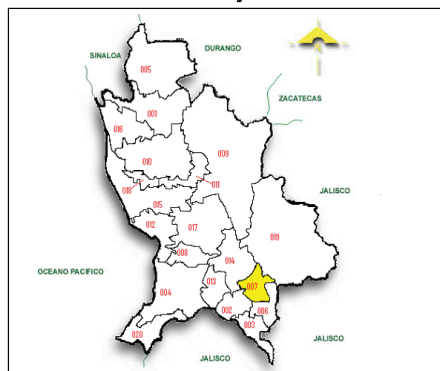 SINALOA
DURANGO
005
ZACATECAS
001
016
010
009
018
011
JALISCO
015
012
017
019
008
014
OCEANO PACIFICO
004
013
007
002
006
003
020
JALISCO
JALISCO